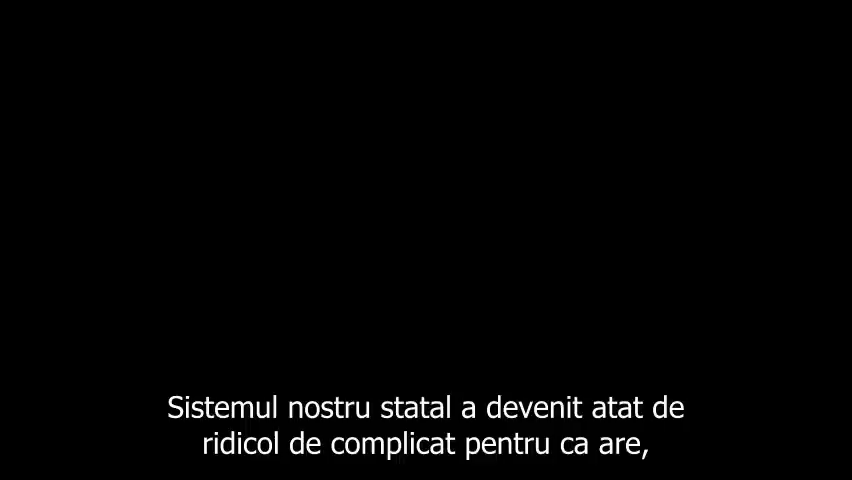 Sistemul nostru statal a devenit atat de
ridicol de complicat pentru ca are,